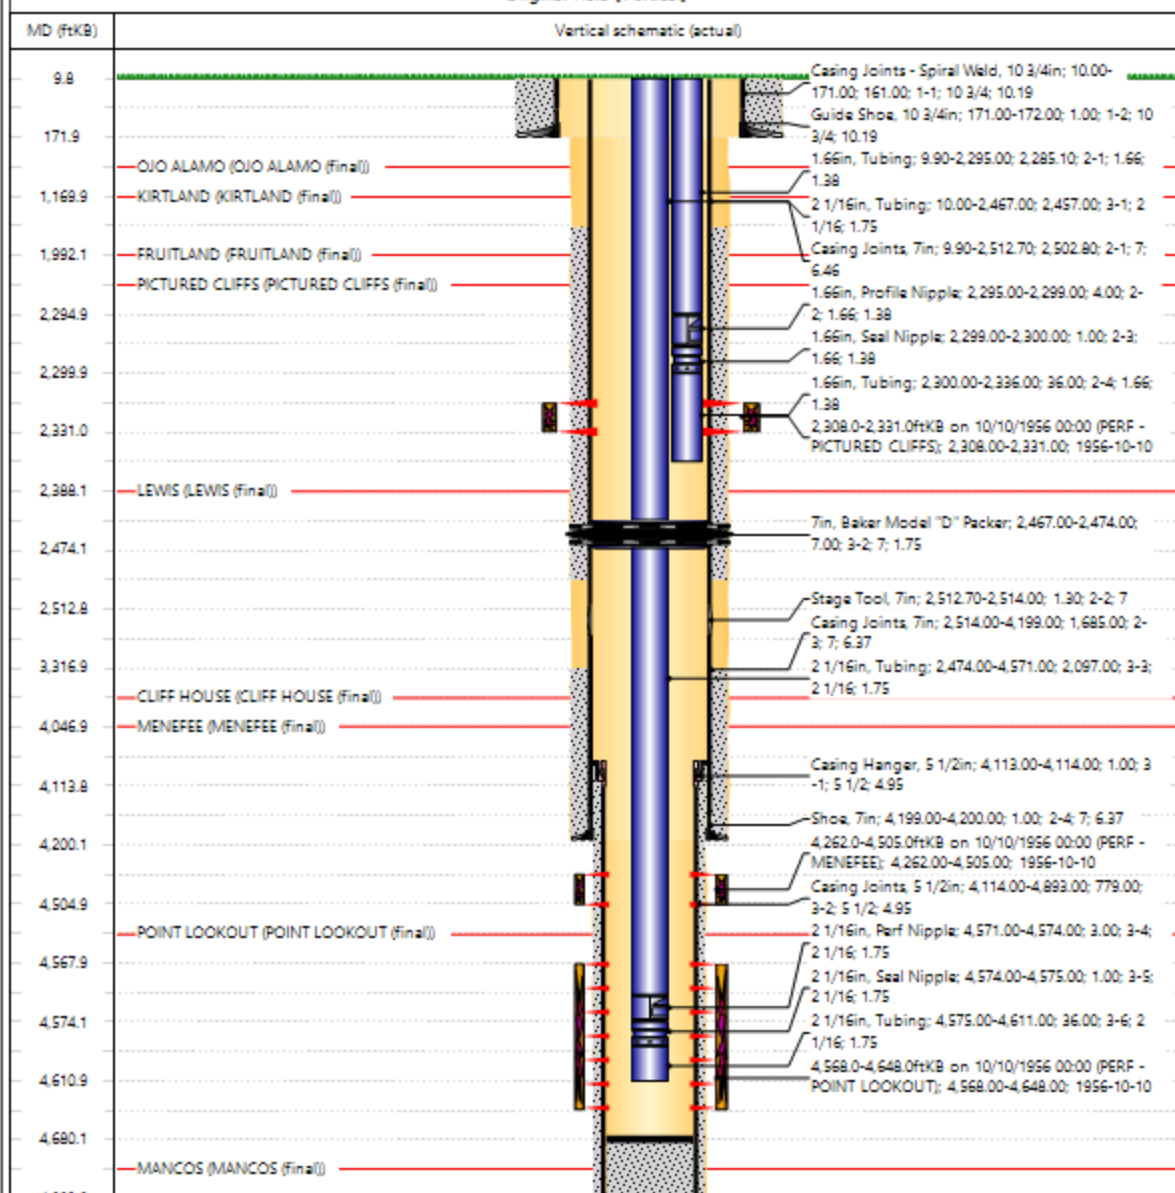 MD (ftKB)
Vertical schematic (actual)
9.8
171.9
1,169.9
1,992.1
2,294.9
2,299.9
2,331.0
2,388.1
2,474.1
2,512.8
3,316.9
4,046.9
4,113.8
4,200.1
4,504.9
4,567.9
4,574.1
4,610.9
4,680.1
OJO ALAMO (OJO ALAMO (final))
KIRTLAND (KIRTLAND (final))
FRUITLAND (FRUITLAND (final))
PICTURED CLIFFS (PICTURED CLIFFS (final))
LEWIS (LEWIS (final))
CLIFF HOUSE (CLIFF HOUSE (final))
MENEFEE (MENEFEE (final))
POINT LOOKOUT (POINT LOOKOUT (final))
MANCOS (MANCOS (final))
Casing Joints - Spiral Weld, 10 3/4in; 10.00-
171.00; 161.00; 1-1; 10 3/4; 10.19
Guide Shoe, 10 3/4in; 171.00-172.00; 1.00; 1-2; 10
3/4; 10.19
1.66in, Tubing; 9.90-2,295.00; 2,285.10; 2-1; 1.66;
1.38
2 1/16in, Tubing; 10.00-2,467.00; 2,457.00; 3-1; 2
1/16; 1.75
Casing Joints, 7in; 9.90-2,512.70; 2,502.80; 2-1; 7;
6.46
1.66in, Profile Nipple; 2,295.00-2,299.00; 4.00; 2-
2; 1.66; 1.38
1.66in, Seal Nipple; 2,299.00-2,300.00; 1.00; 2-3;
1.66; 1.38
1.66in, Tubing; 2,300.00-2,336.00; 36.00; 2-4; 1.66;
1.38
2,308.0-2,331.0ftKB on 10/10/1956 00:00 (PERF -
PICTURED CLIFFS); 2,308.00-2,331.00; 1956-10-10
7in, Baker Model "D" Packer; 2,467.00-2,474.00;
7.00; 3-2; 7; 1.75
Stage Tool, 7in; 2,512.70-2,514.00; 1.30; 2-2; 7
Casing Joints, 7in; 2,514.00-4,199.00; 1,685.00; 2-
3; 7; 6.37
2 1/16in, Tubing; 2,474.00-4,571.00; 2,097.00; 3-3;
2 1/16; 1.75
Casing Hanger, 5 1/2in; 4,113.00-4,114.00; 1.00; 3
-1; 5 1/2; 4.95
Shoe, 7in; 4,199.00-4,200.00; 1.00; 2-4; 7; 6.37
4,262.0-4,505.0ftKB on 10/10/1956 00:00 (PERF -
MENEFEE); 4,262.00-4,505.00; 1956-10-10
Casing Joints, 5 1/2in; 4,114.00-4,893.00; 779.00;
3-2; 5 1/2; 4.95
2 1/16in, Perf Nipple; 4,571.00-4,574.00; 3.00; 3-4;
2 1/16; 1.75
2 1/16in, Seal Nipple; 4,574.00-4,575.00; 1.00; 3-5;
2 1/16; 1.75
2 1/16in, Tubing; 4,575.00-4,611.00; 36.00; 3-6; 2
1/16; 1.75
4,568.0-4,648.0ftKB on 10/10/1956 00:00 (PERF -
POINT LOOKOUT); 4,568.00-4,648.00; 1956-10-10